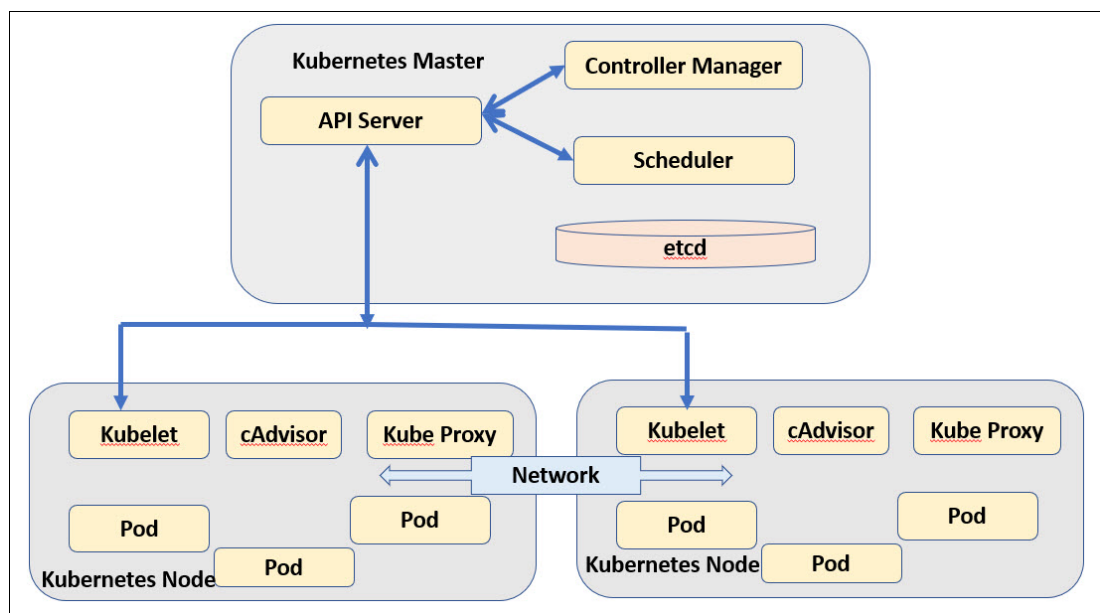 Kubernetes Master
Controller Manager
API Server
Scheduler
etcd
Kubelet
cAdvisor
Kube Proxy
Kubelet
cAdvisor
Kube Proxy
Network
Pod
Pod
Pod
Kubernetes Node
Pod
Pod
Pod
Kubernetes Node